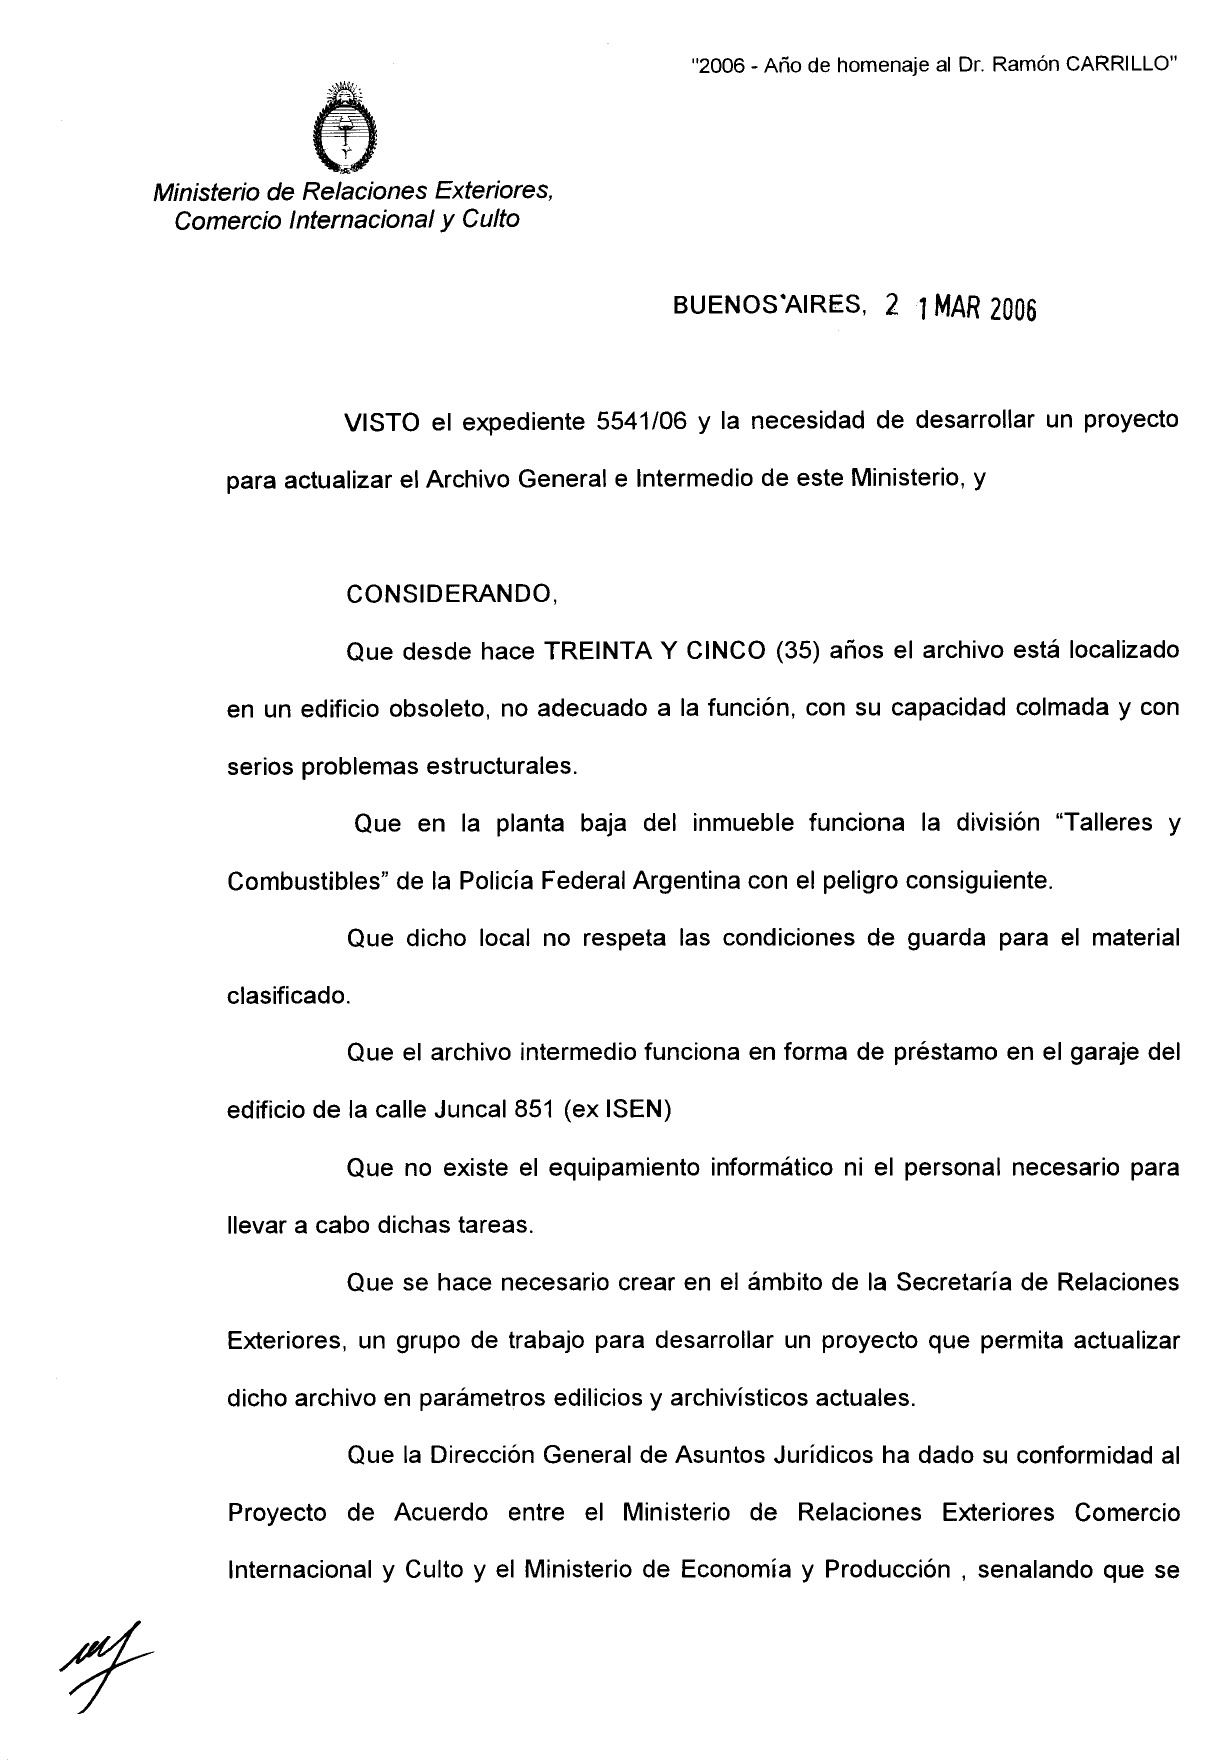 "2006 - Año de homenaje al Dr. Ramón CARRILLO"
Ministerio de Relaciones Exteriores,
Comercio Internacional y Culto
BUENOS AIRES, 2 1 MAR 2006
VISTO el expediente 5541/06 y la necesidad de desarrollar un proyecto
para actualizar el Archivo General e Intermedio de este Ministerio, y
CONSIDERANDO,
Que desde hace TREINTA Y CINCO (35) años el archivo está localizado
en un edificio obsoleto, no adecuado a la función, con su capacidad colmada y con
serios problemas estructurales.
Que en la planta baja del inmueble funciona la división “Talleres y
Combustibles” de la Policía Federal Argentina con el peligro consiguiente.
Que dicho local no respeta las condiciones de guarda para el material
clasificado.
Que el archivo intermedio funciona en forma de préstamo en el garaje del
edificio de la calle Juncal 851 (ex ISEN)
Que no existe el equipamiento informático ni el personal necesario para
llevar a cabo dichas tareas.
Que se hace necesario crear en el ámbito de la Secretaría de Relaciones
Exteriores, un grupo de trabajo para desarrollar un proyecto que permita actualizar
dicho archivo en parámetros edilicios y archivísticos actuales.
Que la Dirección General de Asuntos Jurídicos ha dado su conformidad al
Proyecto de Acuerdo entre el Ministerio de Relaciones Exteriores Comercio
Internacional y Culto y el Ministerio de Economía y Producción , senalando que se